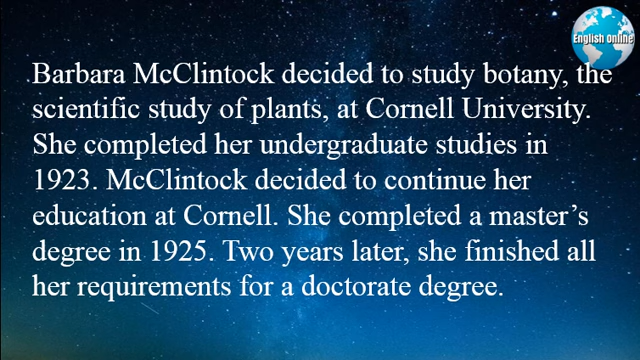 English Online
Barbara McClintock decided to study botany, the
scientific study of plants, at Cornell University.
She completed her undergraduate studies in
1923. McClintock decided to continue her
education at Cornell. She completed a master’s
degree in 1925. Two years later, she finished all
her requirements for a doctorate degree.